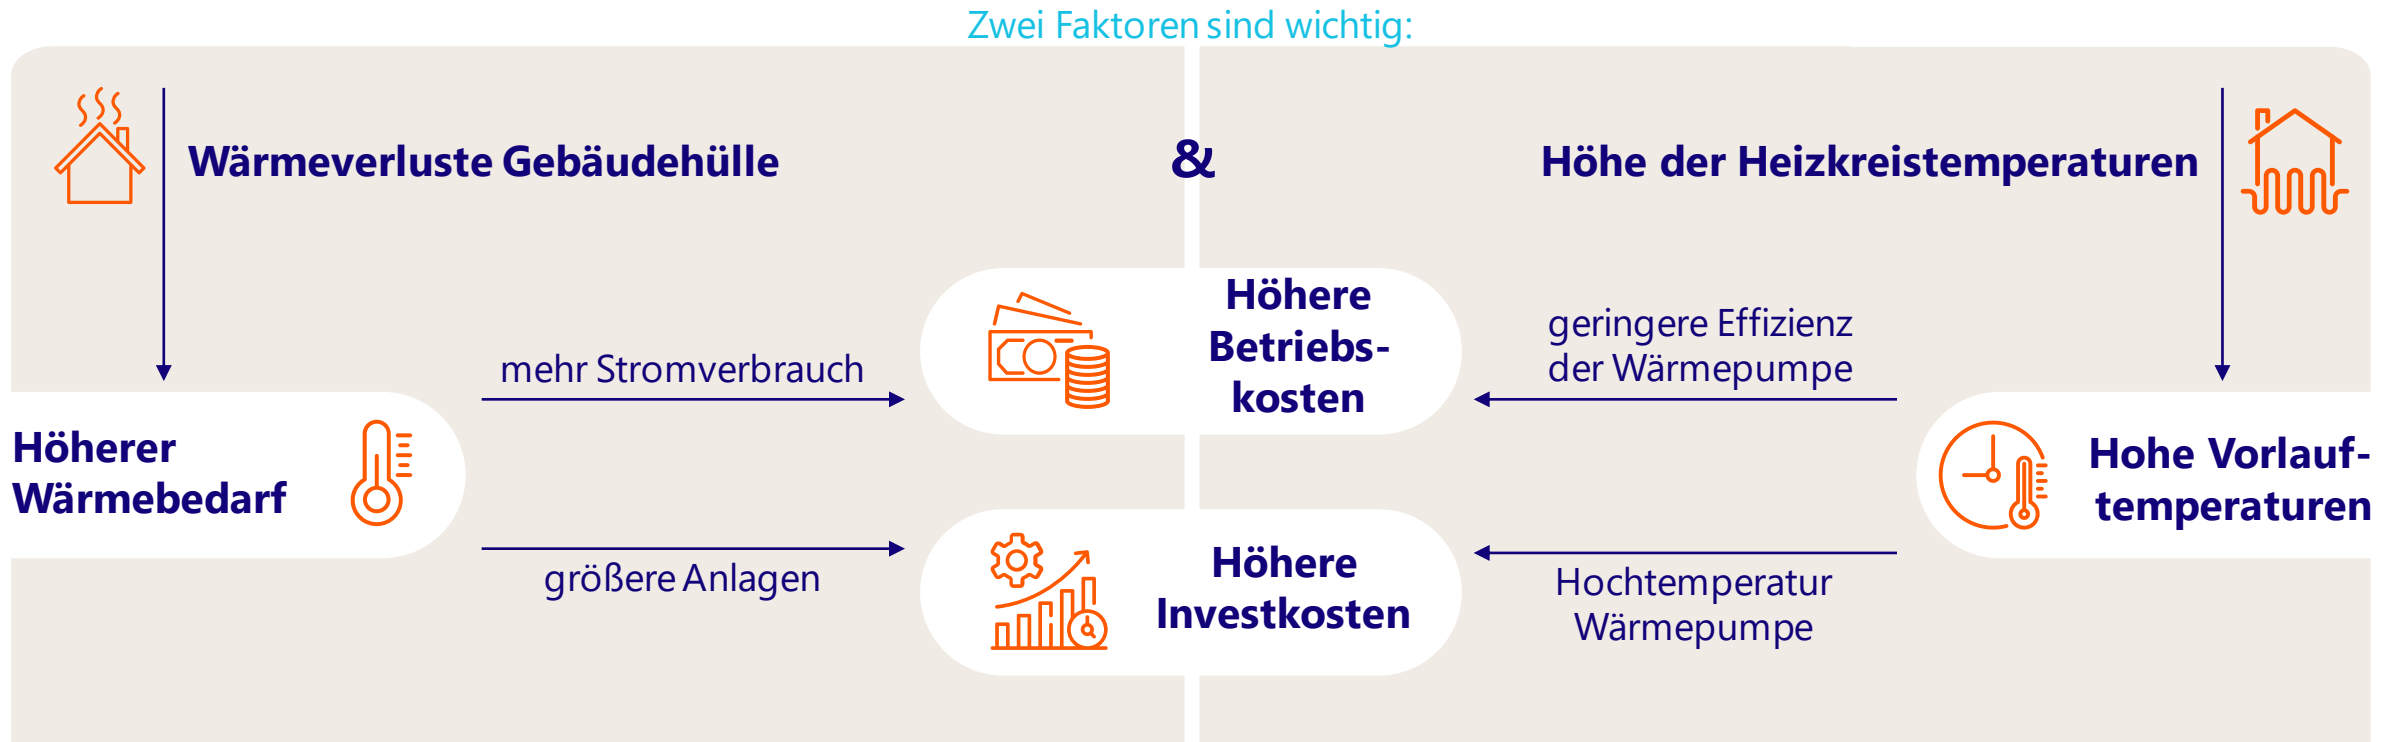 Zwei Faktoren sind wichtig:
Wärmeverluste Gebäudehülle
&
Höhe der Heizkreistemperaturen
Höhere
Betriebs-
kosten
mehr Stromverbrauch
geringere Effizienz
der Wärmepumpe
Höherer
Wärmebedarf
Hohe Vorlauf-
temperaturen
größere Anlagen
Höhere
Investkosten
Hochtemperatur
Wärmepumpe